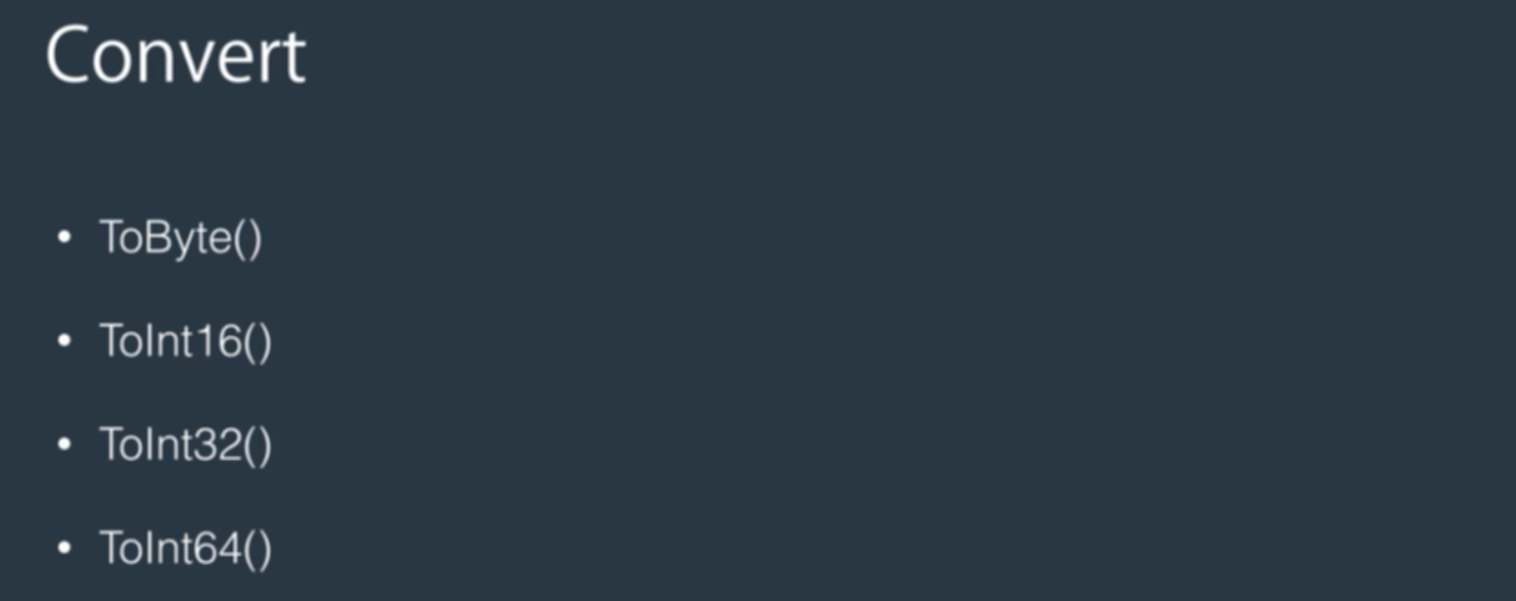 Convert
• ToByte()
• ToInt16()
• ToInt32()
• ToInt64()